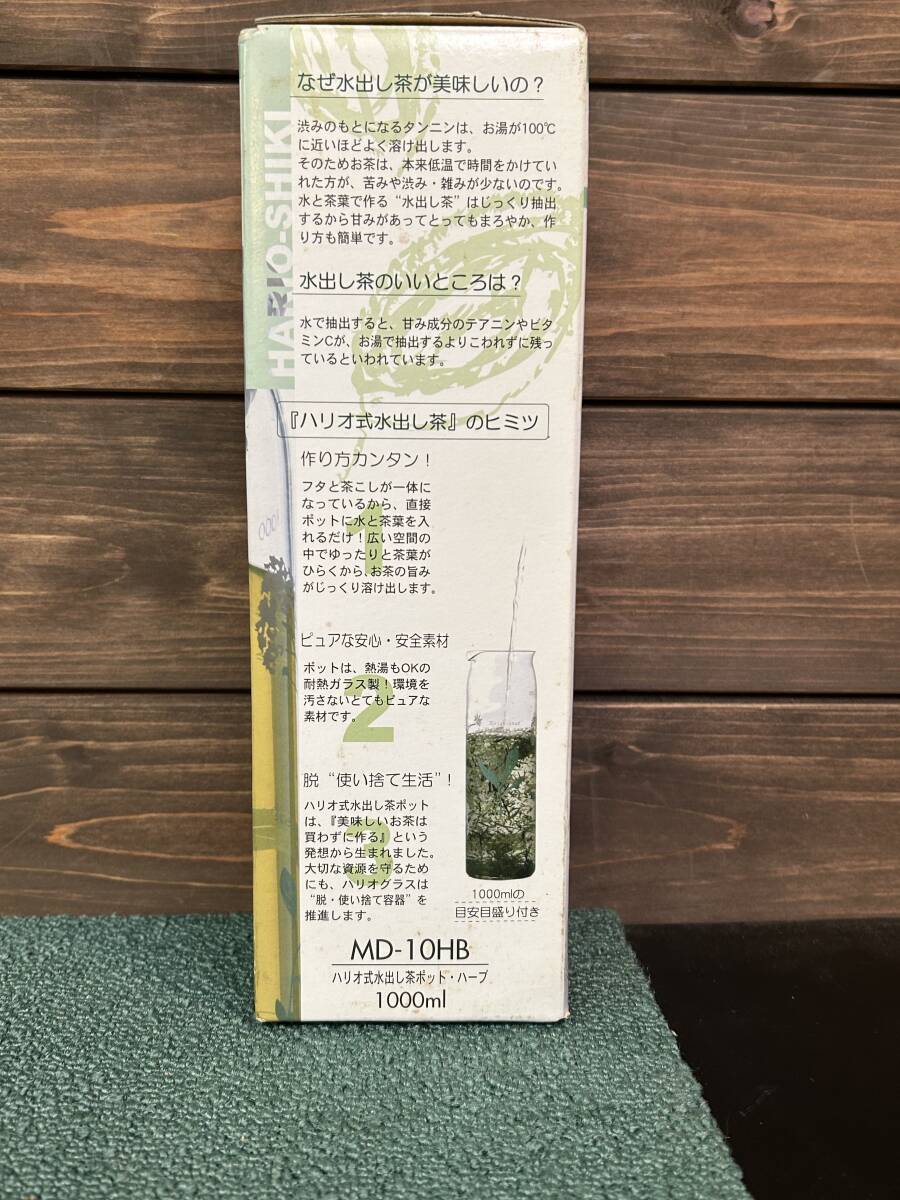 HARIO-SHIKI
なぜ水出し茶が美味しいの？
渋みのもとになるタンニンは、お湯が100℃
に近いほどよく溶け出します。
そのためお茶は、本来低温で時間をかけてい
れた方が、苦みや渋み・雑みが少ないのです。
水と茶葉で作る“水出し茶”はじっくり抽出
するから甘みがあってとってもまろやか、作
り方も簡単です。
水出し茶のいいところは？
水で抽出すると、甘み成分のテアニンやビタ
ミンCが、お湯で抽出するよりこわれずに残っ
ているといわれています。
『ハリオ式水出し茶』のヒミツ
作り方カンタン！
1
フタと茶こしが一体に
なっているから、直接
ポットに水と茶葉を入
れるだけ！広い空間の
中でゆったりと茶葉が
ひらくから、お茶の旨み
がじっくり溶け出します。
ピュアな安心・安全素材
2
ポットは、熱湯もOKの
耐熱ガラス製！環境を
汚さないとてもピュアな
素材です。
脱“使い捨て生活”！
3
ハリオ式水出し茶ポット
は、『美味しいお茶は
買わずに作る』という
発想から生まれました。
大切な資源を守るため
にも、ハリオグラスは
“脱・使い捨て容器”を
推進します。
1000mlの
目安目盛り付き
MD-10HB
ハリオ式水出し茶ポット・ハーブ
1000ml